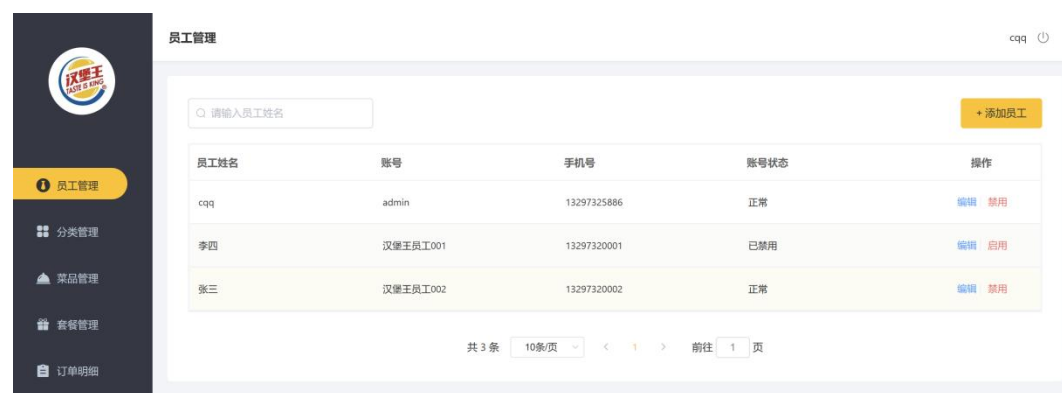 员工管理
cqq
汉堡王
TASTE IS KING
请输入员工姓名
+ 添加员工
员工姓名 账号 手机号 账号状态 操作
员工管理
cqq admin 13297325886 正常 编辑 禁用
分类管理
李四 汉堡王员工001 13297320001 已禁用 编辑 启用
菜品管理
张三 汉堡王员工002 13297320002 正常 编辑 禁用
套餐管理
共 3 条 10条/页 1 前往 1 页
订单明细